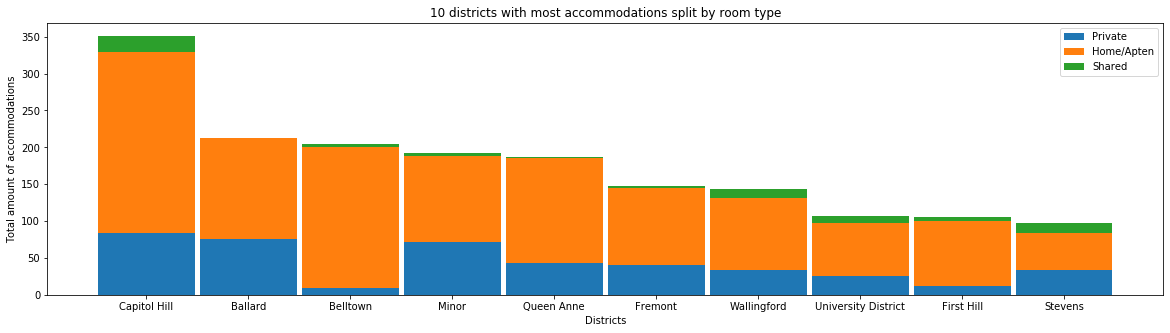 10 districts with most accommodations split by room type
Total amount of accommodations
350
300
250
200
150
100
50
0
Private
Home/Apten
Shared
Capitol Hill Ballard Belltown Minor Queen Anne Fremont Wallingford University District First Hill Stevens
Districts